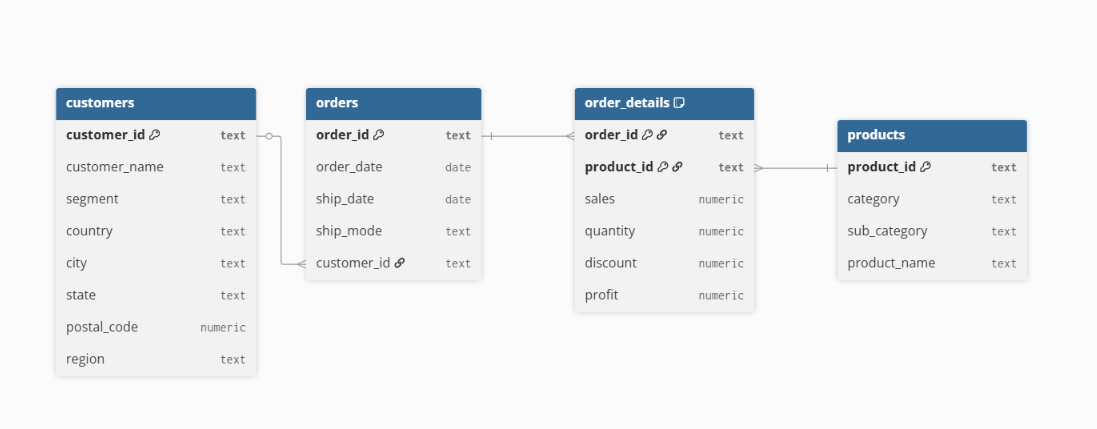 customers
customer_id text
customer_name text
segment text
country text
city text
state text
postal_code numeric
region text
orders
order_id text
order_date date
ship_date date
ship_mode text
customer_id text
order_details
order_id text
product_id text
sales numeric
quantity numeric
discount numeric
profit numeric
products
product_id text
category text
sub_category text
product_name text